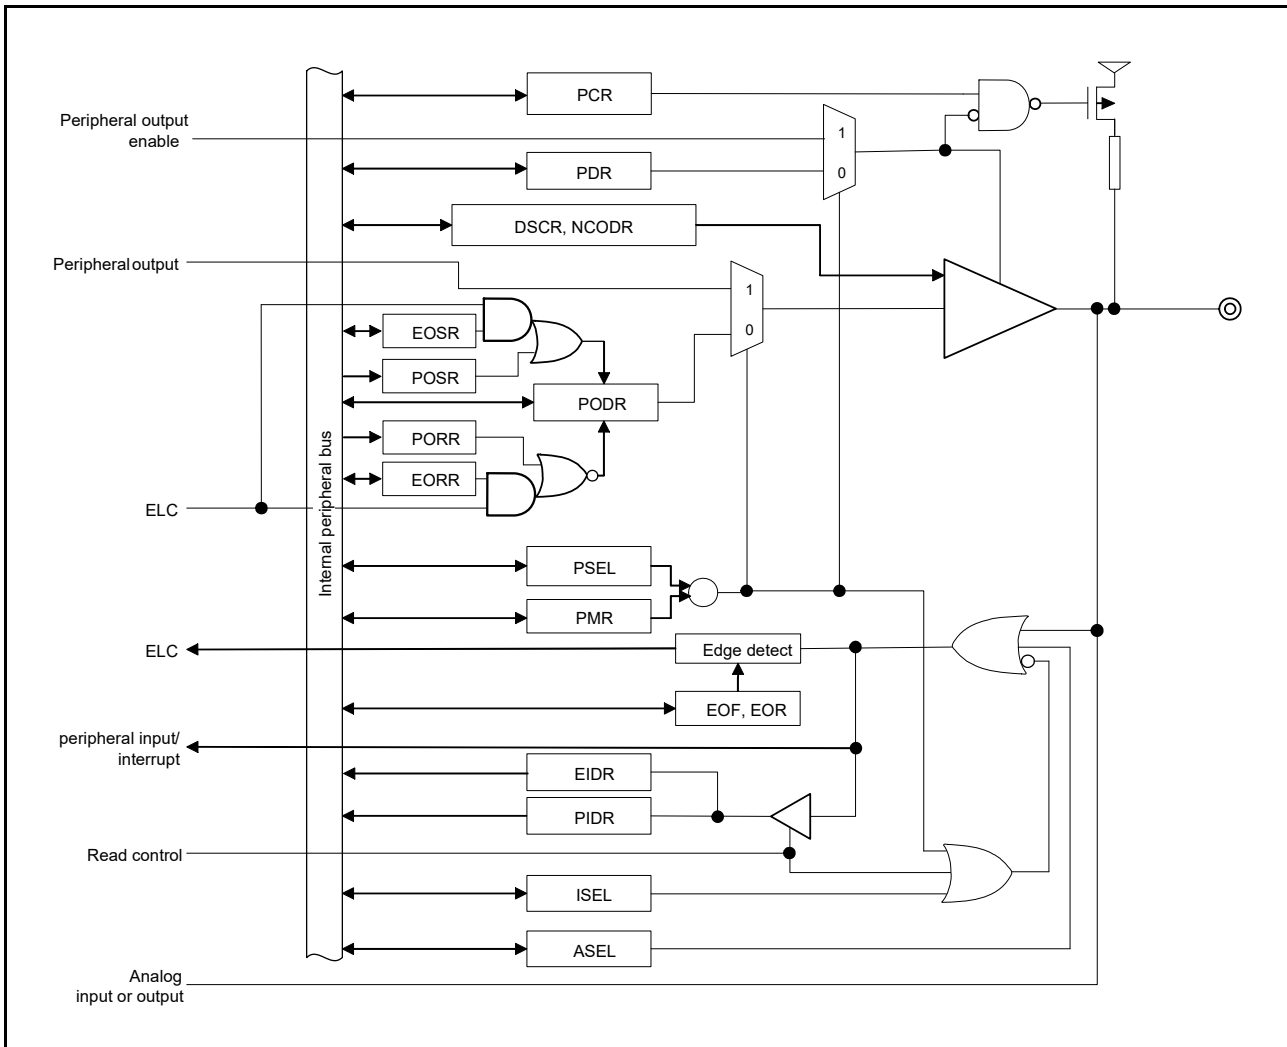 PCR
Peripheral output
enable
1
PDR
0
DSCR, NCODR
Peripheral output
1
EOSR
0
POSR
PODR
PORR
EORR
ELC
Internal peripheral bus
PSEL
PMR
ELC
Edge detect
EOF, EOR
peripheral input/
interrupt
EIDR
PIDR
Read control
ISEL
ASEL
Analog
input or output